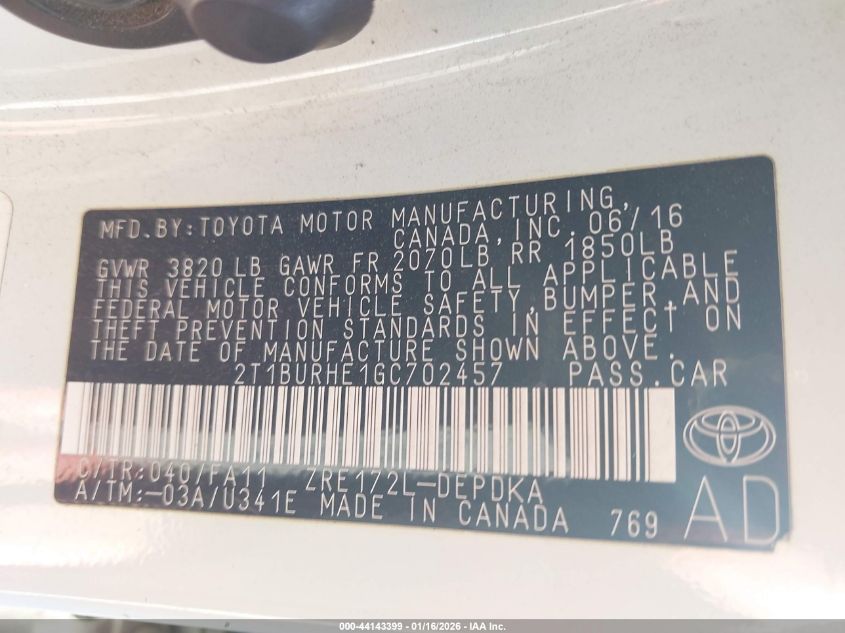 MFD.BY:TOYOTA MOTOR MANUFACTURING,
CANADA,INC. 06/16
GVWR 3820 LB GAWR FR 2070LB RR 1850LB
THIS VEHICLE CONFORMS TO ALL APPLICABLE
FEDERAL MOTOR VEHICLE SAFETY,BUMPER,AND
THEFT PREVENTION STANDARDS IN EFFECT ON
THE DATE OF MANUFACTURE SHOWN ABOVE.
2T1BURHE1GC702457 PASS.CAR
C/TR:040/FA11 ZRE172L-DEPDKA
A/TM:-03A/U341E MADE IN CANADA 769 AD
000-44143399 - 01/16/2026 - IAA Inc.